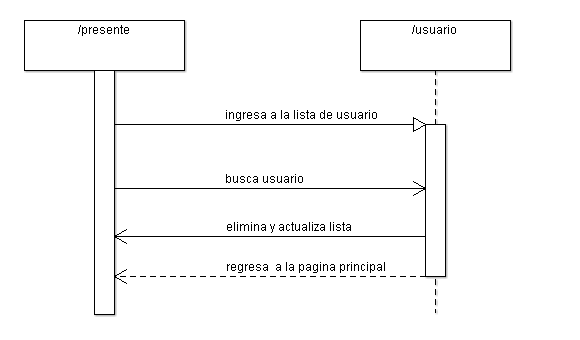 /presente
/usuario
ingresa a la lista de usuario
busca usuario
elimina y actualiza lista
regresa  a la pagina principal